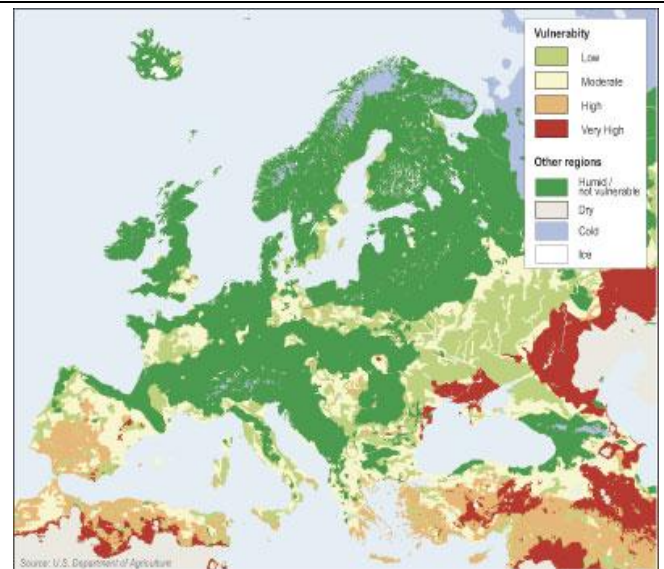 Vulnerabity
Low
Moderate
High
Very High
Other regions
Humid /
not vulnerable
Dry
Cold
Ice
Source: U.S. Department of Agriculture